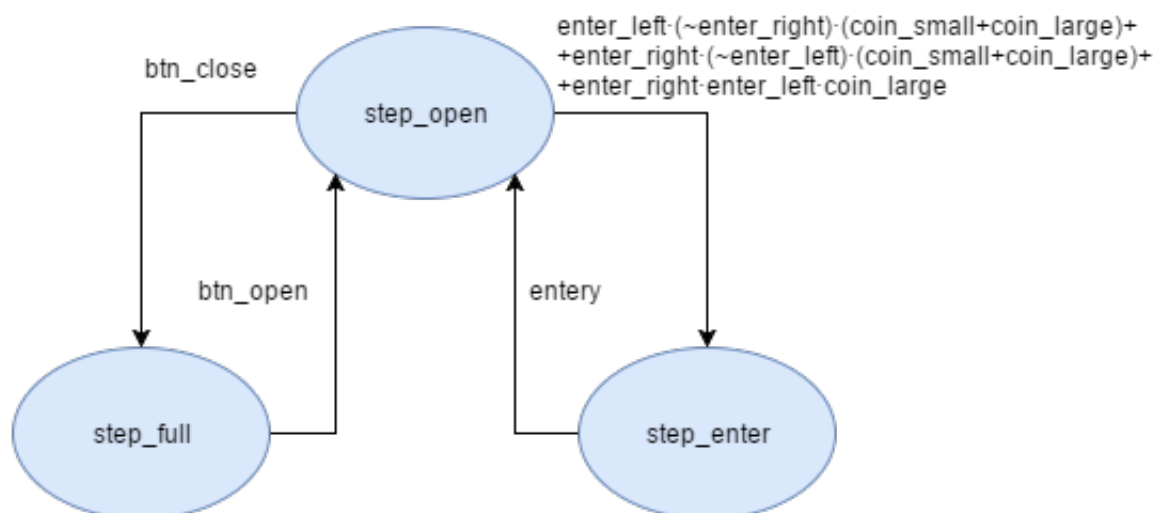 enter_left·(~enter_right)·(coin_small+coin_large)+
+enter_right·(~enter_left)·(coin_small+coin_large)+
+enter_right·enter_left·coin_large
btn_close
step_open
btn_open
entery
step_full
step_enter